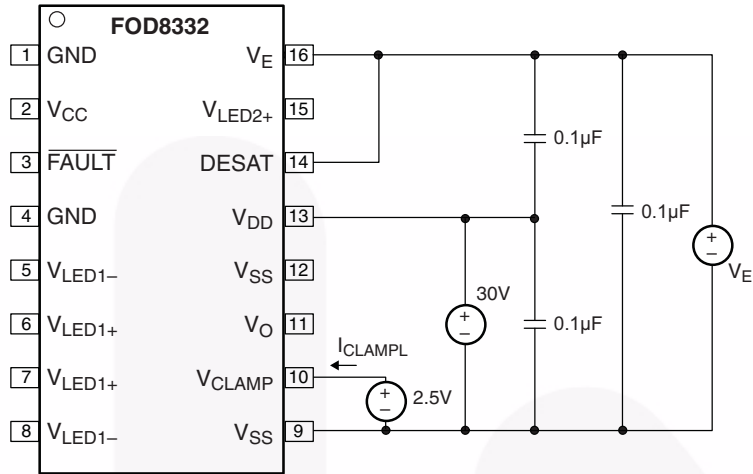 FOD8332
1 GND VE 16
2 VCC VLED2+ 15
3 FAULT DESAT 14
0.1µF
4 GND VDD 13
0.1µF
5 VLED1– VSS 12
VE
30V
6 VLED1+ VO 11
0.1µF
ICLAMPL
7 VLED1+ VCLAMP 10
2.5V
8 VLED1– VSS 9